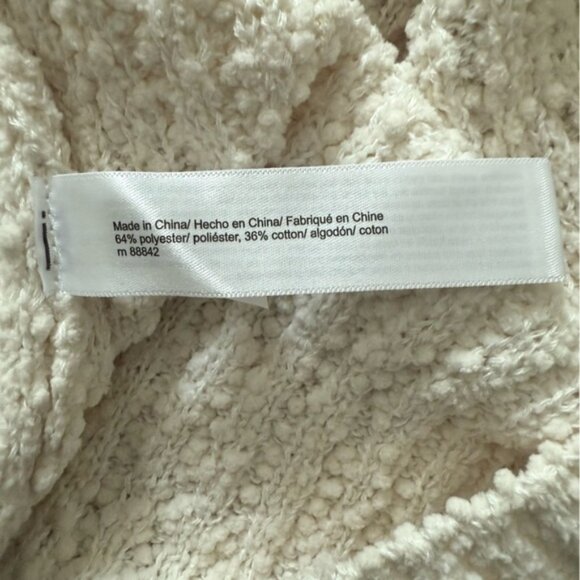 Made in China/ Hecho en China/ Fabriqué en Chine
64% polyester/ poliéster, 36% cotton/ algodón/ coton
m 88842